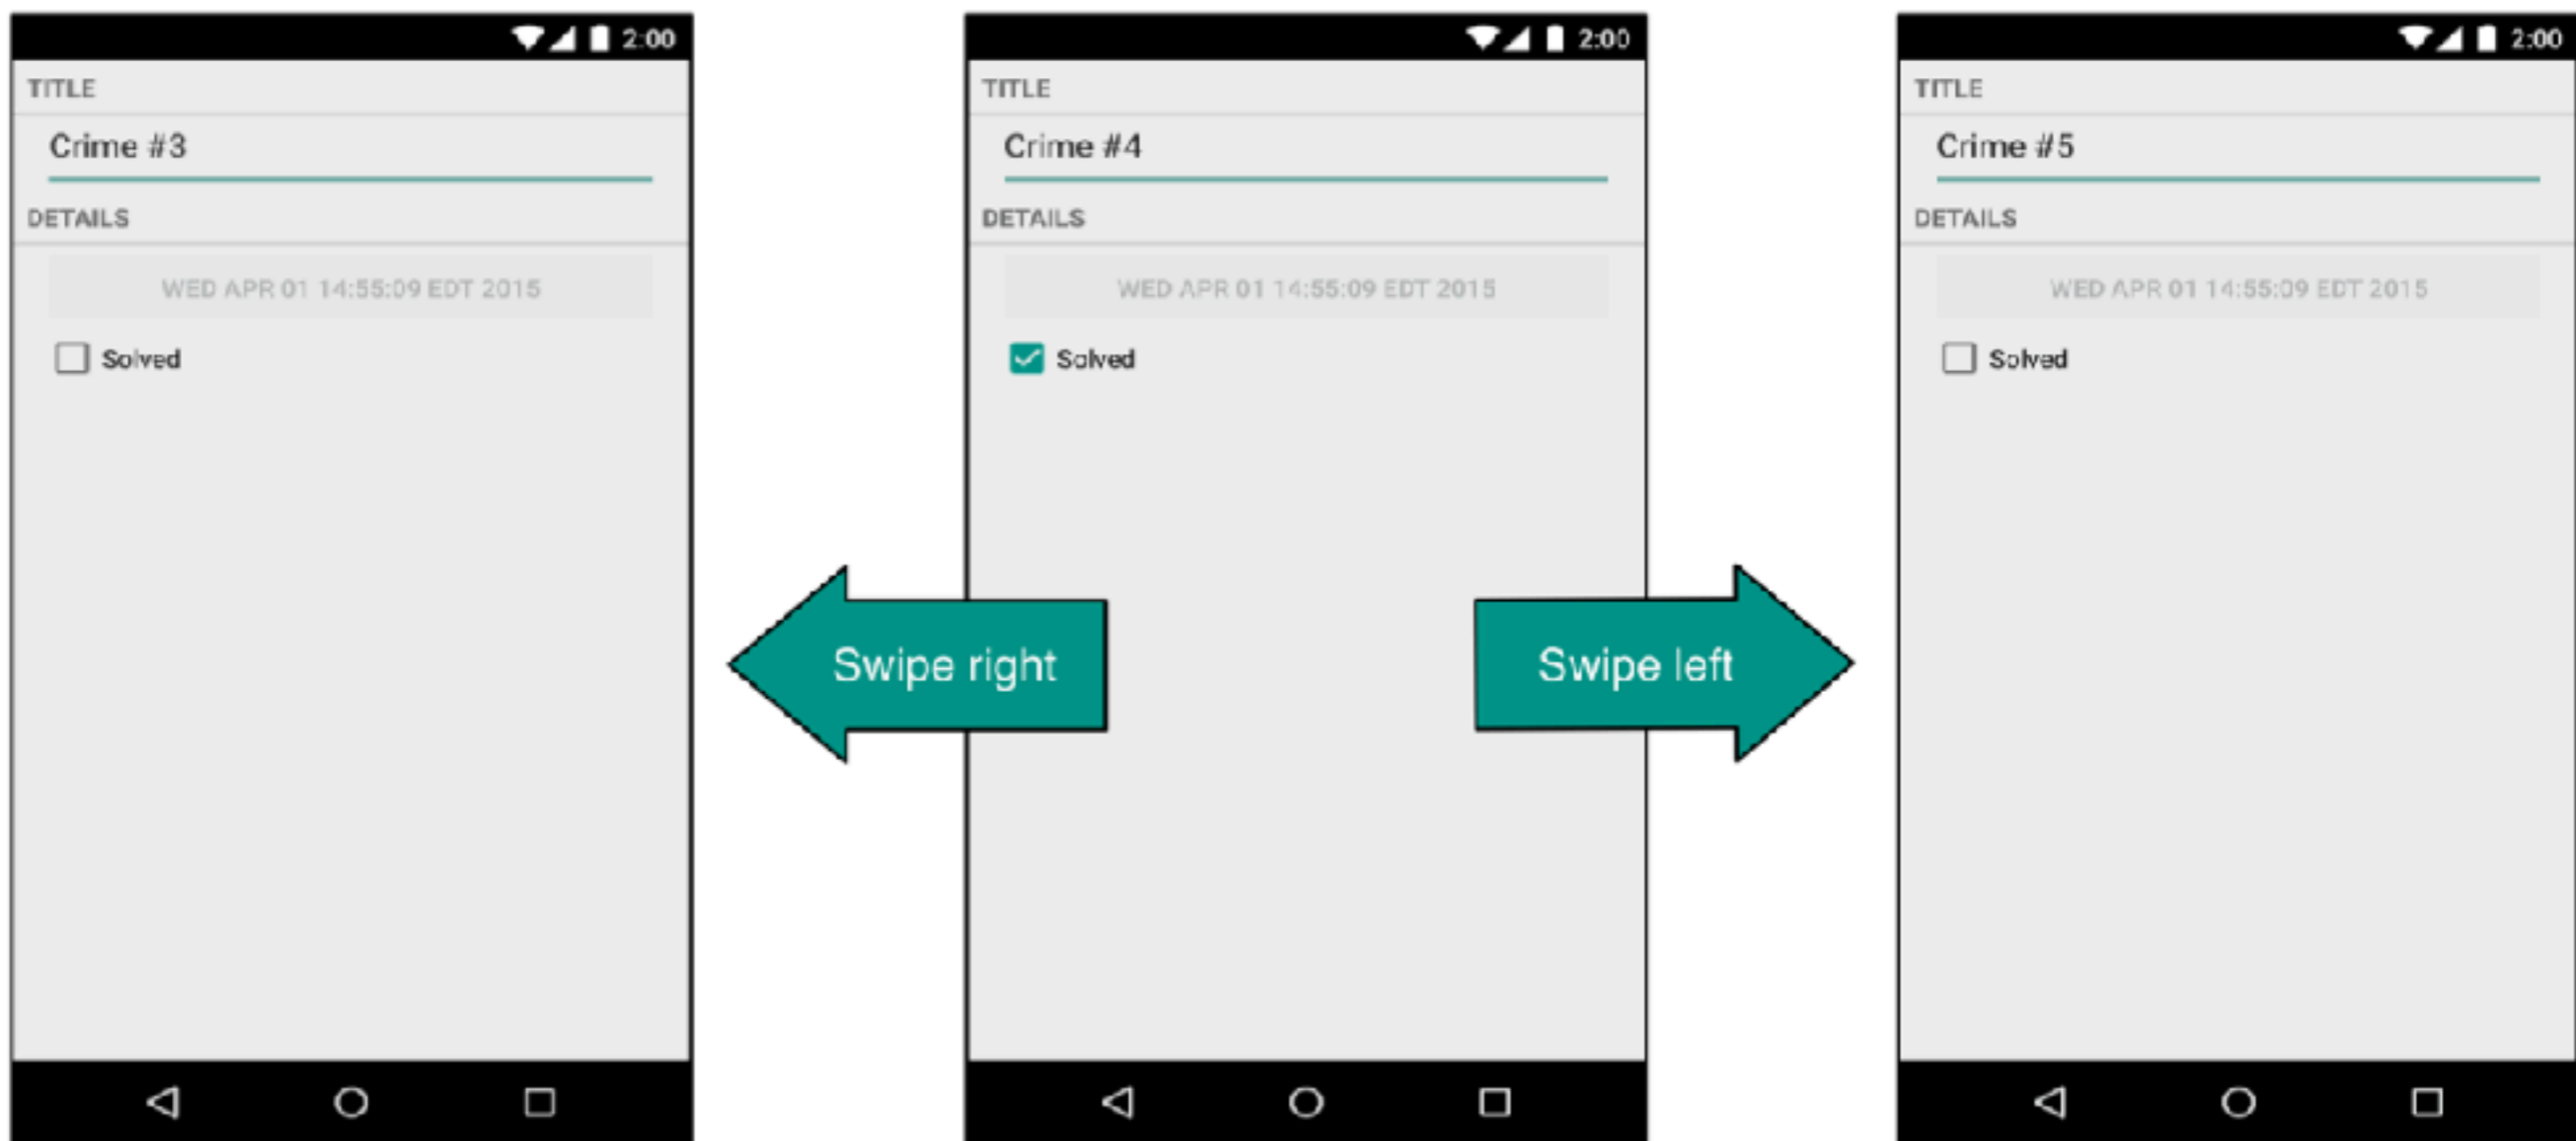 2:00
TITLE
Crime #3
DETAILS
WED APR 01 14:55:09 EDT 2015
Solved
2:00
TITLE
Crime #4
DETAILS
WED APR 01 14:55:09 EDT 2015
Solved
Swipe right
Swipe left
2:00
TITLE
Crime #5
DETAILS
WED APR 01 14:55:09 EDT 2015
Solved